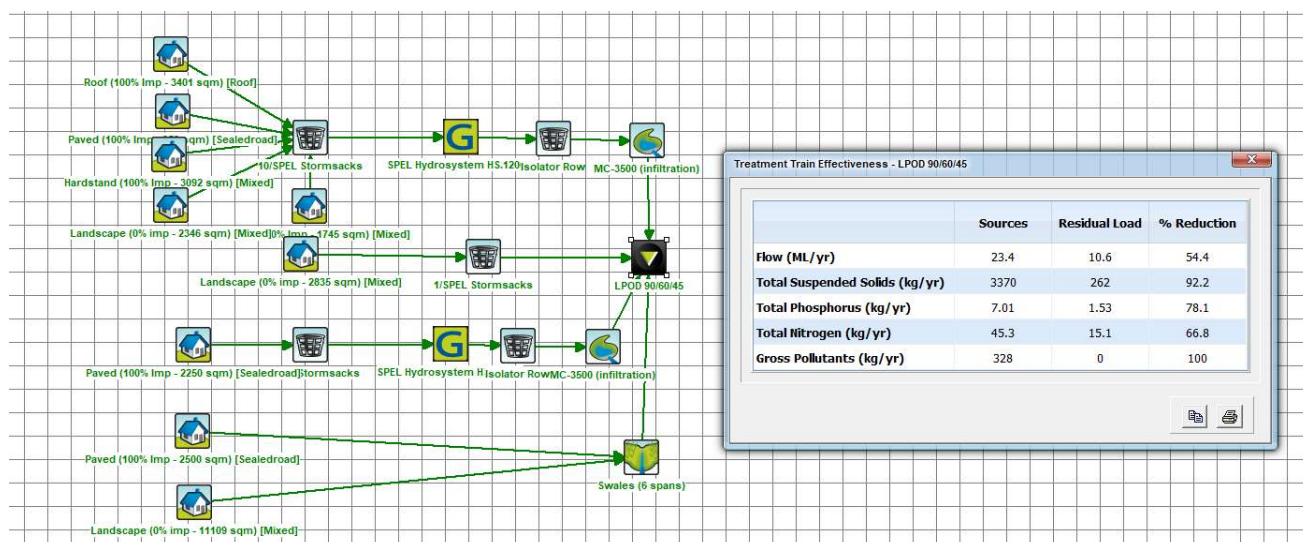 Roof (100% Imp - 3401 sqm) [Roof]
Paved (100% Imp sqm) [Sealedroad]
Hardstand (100% Imp - 3092 sqm) [Mixed]
Landscape (0% imp - 2346 sqm) [Mixed]
0% Imp - 1745 sqm) [Mixed]
10/SPEL Stormsacks
SPEL Hydrosystem HS.120
Isolator Row
MC-3500 (infiltration)
Landscape (0% imp - 2835 sqm) [Mixed]
1/SPEL Stormsacks
LPOD 90/60/45
Paved (100% Imp - 2250 sqm) [Sealedroad]
Stormsacks
SPEL Hydrosystem H
Isolator Row
MC-3500 (infiltration)
Paved (100% Imp - 2500 sqm) [Sealedroad]
Swales (6 spans)
Landscape (0% imp - 11109 sqm) [Mixed]
Treatment Train Effectiveness - LPOD 90/60/45
Sources Residual Load % Reduction
Flow (ML/yr) 23.4 10.6 54.4
Total Suspended Solids (kg/yr) 3370 262 92.2
Total Phosphorus (kg/yr) 7.01 1.53 78.1
Total Nitrogen (kg/yr) 45.3 15.1 66.8
Gross Pollutants (kg/yr) 328 0 100